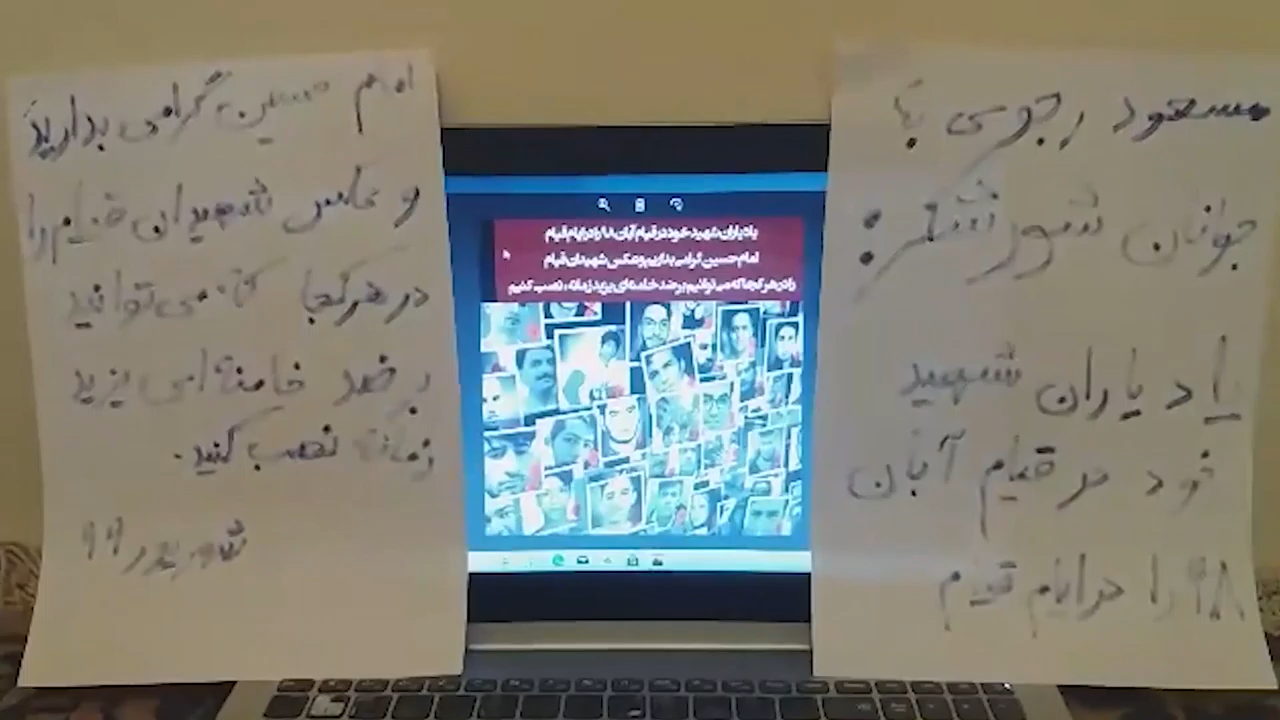 مسعود رجوی با
جوانان شورشگر:
یاد یاران شهید
خود در قیام آبان
۹۸ را در ایام قیام
امام حسین گرامی بدارید
و عکس شهیدان قیام را
در هر کجا که می توانید
بر ضد خامنه ای یزید
زمانه نصب کنید.
شهریور ۹۹
یاد یاران شهید خود در قیام آبان ۹۸ را در ایام قیام
امام حسین گرامی بداریم و عکس شهیدان قیام
را در هر کجا که می توانیم بر ضد خامنه ای یزید زمانه، نصب کنیم